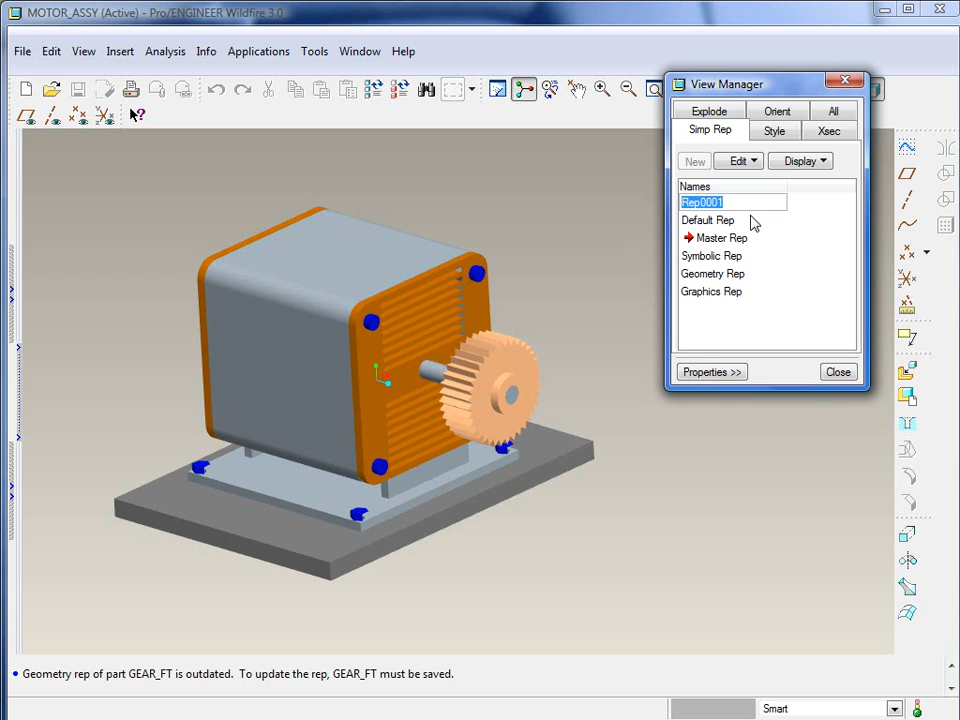 MOTOR_ASSY (Active) - Pro/ENGINEER Wildfire 3.0
File Edit View Insert Analysis Info Applications Tools Window Help
View Manager
Explode Orient All
Simp Rep Style Xsec
New Edit Display
Names
Rep0001
Default Rep
Master Rep
Symbolic Rep
Geometry Rep
Graphics Rep
Properties >> Close
Geometry rep of part GEAR_FT is outdated. To update the rep, GEAR_FT must be saved.
Smart